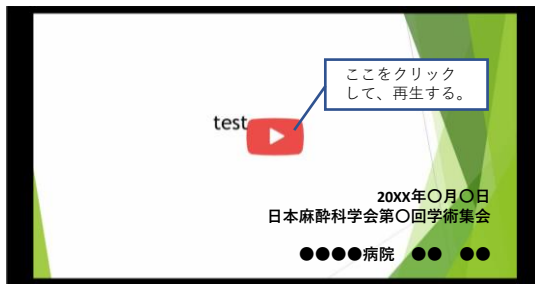 ここをクリック
して、再生する。
test
20XX年〇月〇日
日本麻酔科学会第〇回学術集会
●●●●病院　●●　●●